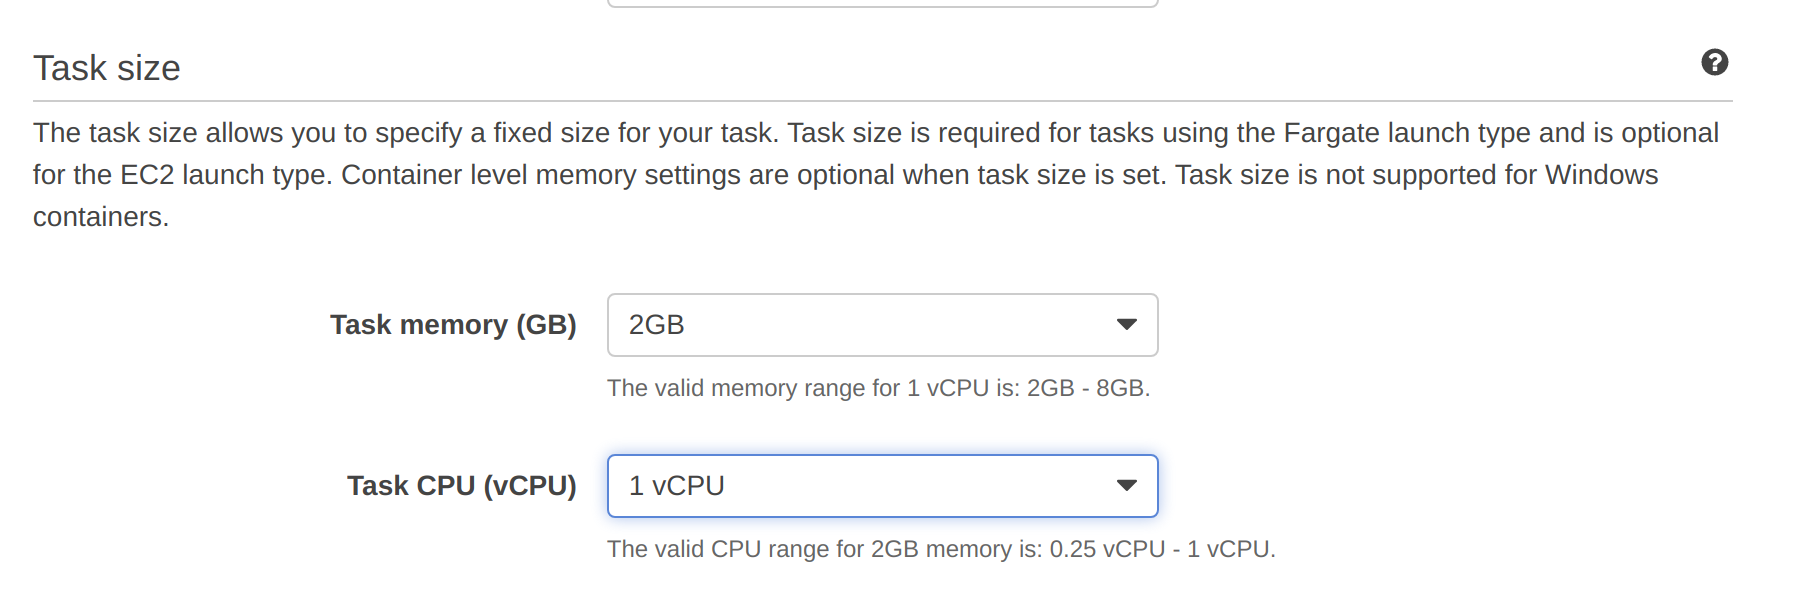 Task size
The task size allows you to specify a fixed size for your task. Task size is required for tasks using the Fargate launch type and is optional
for the EC2 launch type. Container level memory settings are optional when task size is set. Task size is not supported for Windows
containers.
Task memory (GB)
2GB
The valid memory range for 1 vCPU is: 2GB - 8GB.
Task CPU (vCPU)
1 vCPU
The valid CPU range for 2GB memory is: 0.25 vCPU - 1 vCPU.